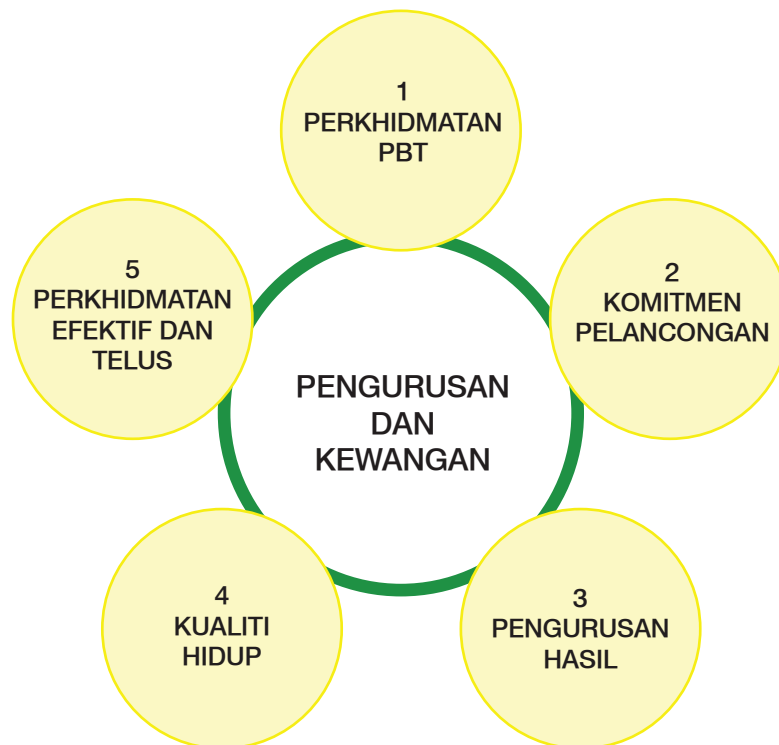 1
PERKHIDMATAN
PBT
2
KOMITMEN
PELANCONGAN
3
PENGURUSAN
HASIL
4
KUALITI
HIDUP
5
PERKHIDMATAN
EFEKTIF DAN
TELUS
PENGURUSAN
DAN
KEWANGAN